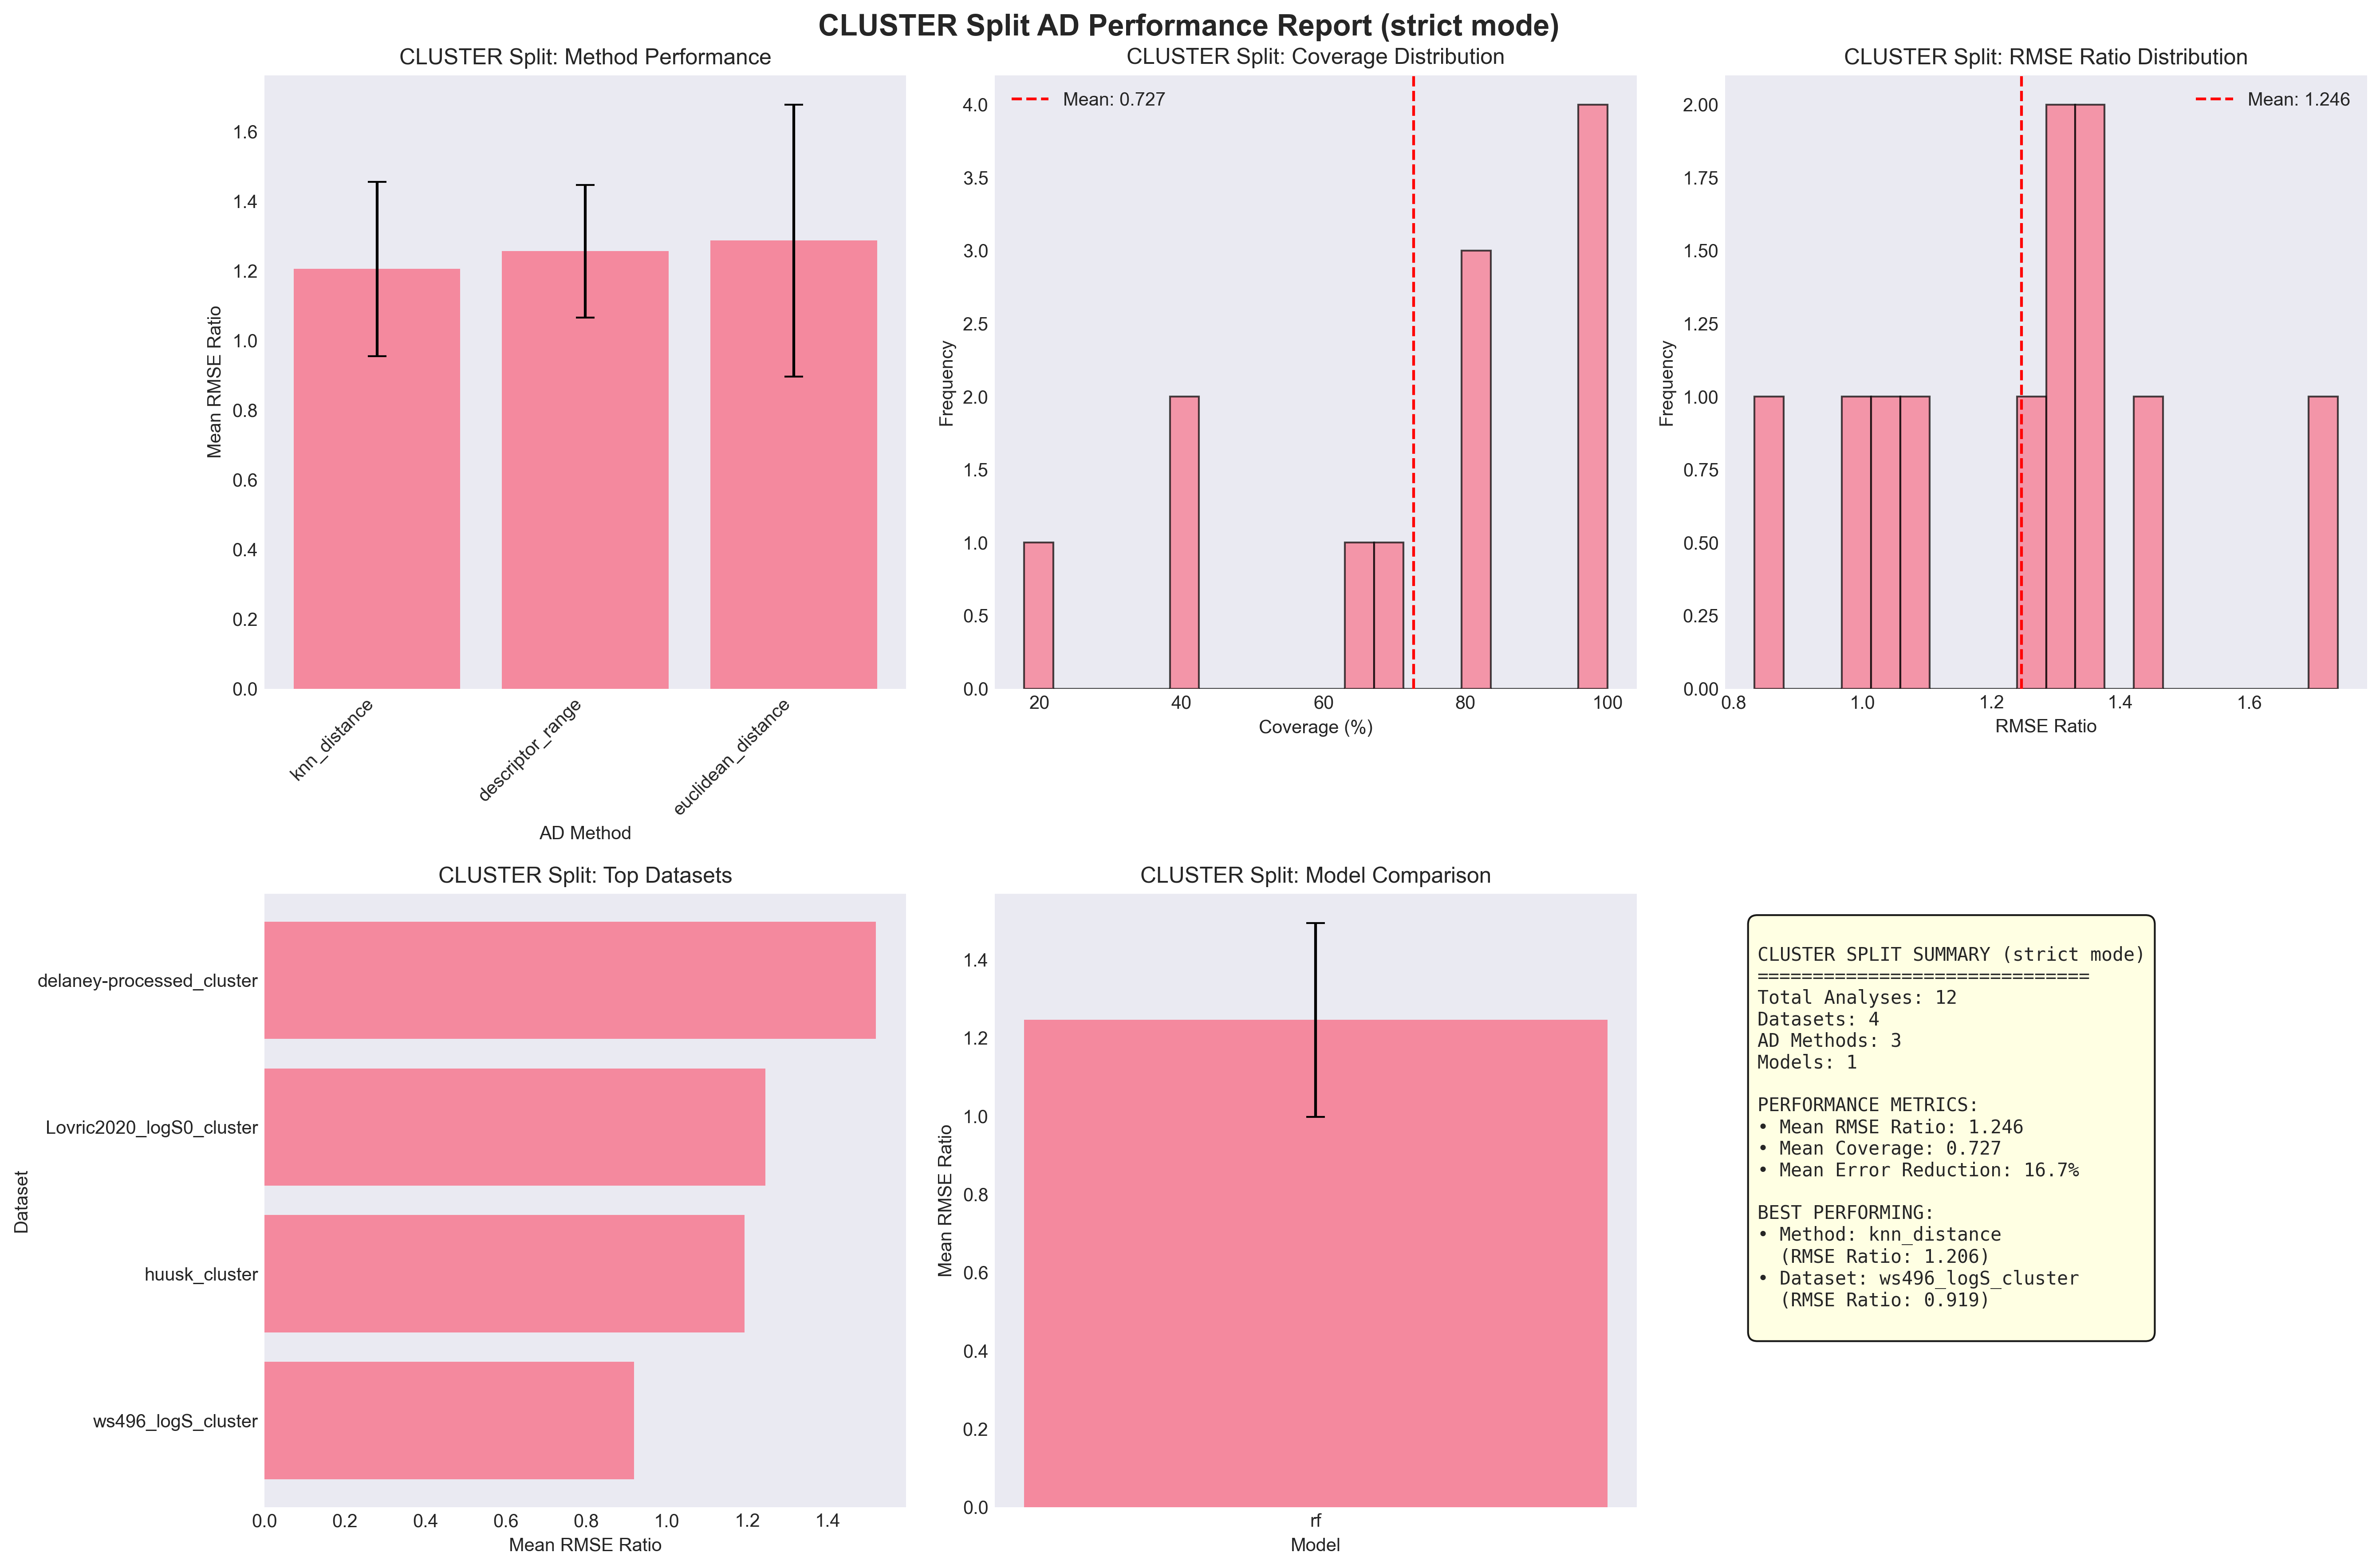 CLUSTER Split AD Performance Report (strict mode)
CLUSTER Split: Method Performance
Mean RMSE Ratio
1.6
1.4
1.2
1.0
0.8
0.6
0.4
0.2
0.0
knn_distance
descriptor_range
euclidean_distance
AD Method
CLUSTER Split: Coverage Distribution
Mean: 0.727
Frequency
4.0
3.5
3.0
2.5
2.0
1.5
1.0
0.5
0.0
20 40 60 80 100
Coverage (%)
CLUSTER Split: RMSE Ratio Distribution
Mean: 1.246
Frequency
2.00
1.75
1.50
1.25
1.00
0.75
0.50
0.25
0.00
0.8 1.0 1.2 1.4 1.6
RMSE Ratio
CLUSTER Split: Top Datasets
Dataset
delaney-processed_cluster
Lovric2020_logS0_cluster
huusk_cluster
ws496_logS_cluster
0.0 0.2 0.4 0.6 0.8 1.0 1.2 1.4
Mean RMSE Ratio
CLUSTER Split: Model Comparison
Mean RMSE Ratio
1.4
1.2
1.0
0.8
0.6
0.4
0.2
0.0
rf
Model
CLUSTER SPLIT SUMMARY (strict mode)
==============================
Total Analyses: 12
Datasets: 4
AD Methods: 3
Models: 1
PERFORMANCE METRICS:
• Mean RMSE Ratio: 1.246
• Mean Coverage: 0.727
• Mean Error Reduction: 16.7%
BEST PERFORMING:
• Method: knn_distance
(RMSE Ratio: 1.206)
• Dataset: ws496_logS_cluster
(RMSE Ratio: 0.919)